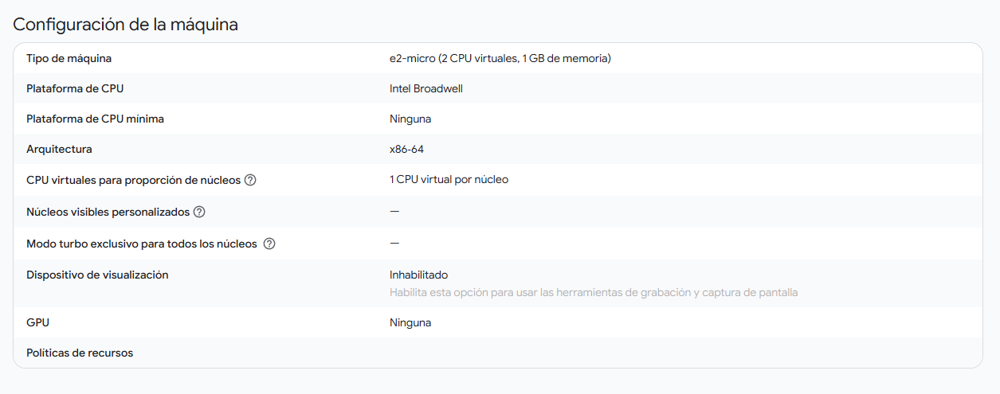 Configuración de la máquina
Tipo de máquina e2-micro (2 CPU virtuales, 1 GB de memoria)
Plataforma de CPU Intel Broadwell
Plataforma de CPU mínima Ninguna
Arquitectura x86-64
CPU virtuales para proporción de núcleos ? 1 CPU virtual por núcleo
Núcleos visibles personalizados ? —
Modo turbo exclusivo para todos los núcleos ? —
Dispositivo de visualización Inhabilitado
Habilita esta opción para usar las herramientas de grabación y captura de pantalla
GPU Ninguna
Políticas de recursos